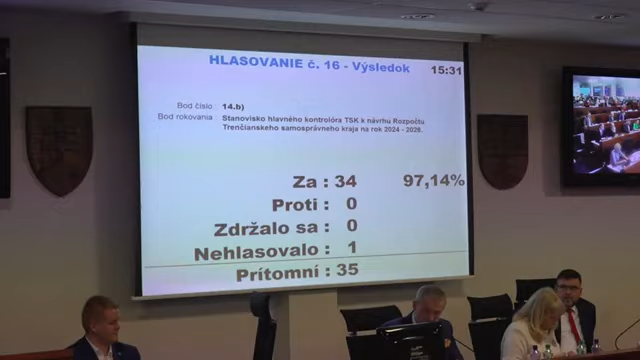 HLASOVANIE č. 16 - Výsledok 15:31
Bod číslo : 14.b)
Bod rokovania : Stanovisko hlavného kontrolóra TSK k návrhu Rozpočtu
Trenčianskeho samosprávneho kraja na rok 2024 - 2028.
Za : 34 97,14%
Proti : 0
Zdržalo sa : 0
Nehlasovalo : 1
Prítomní : 35